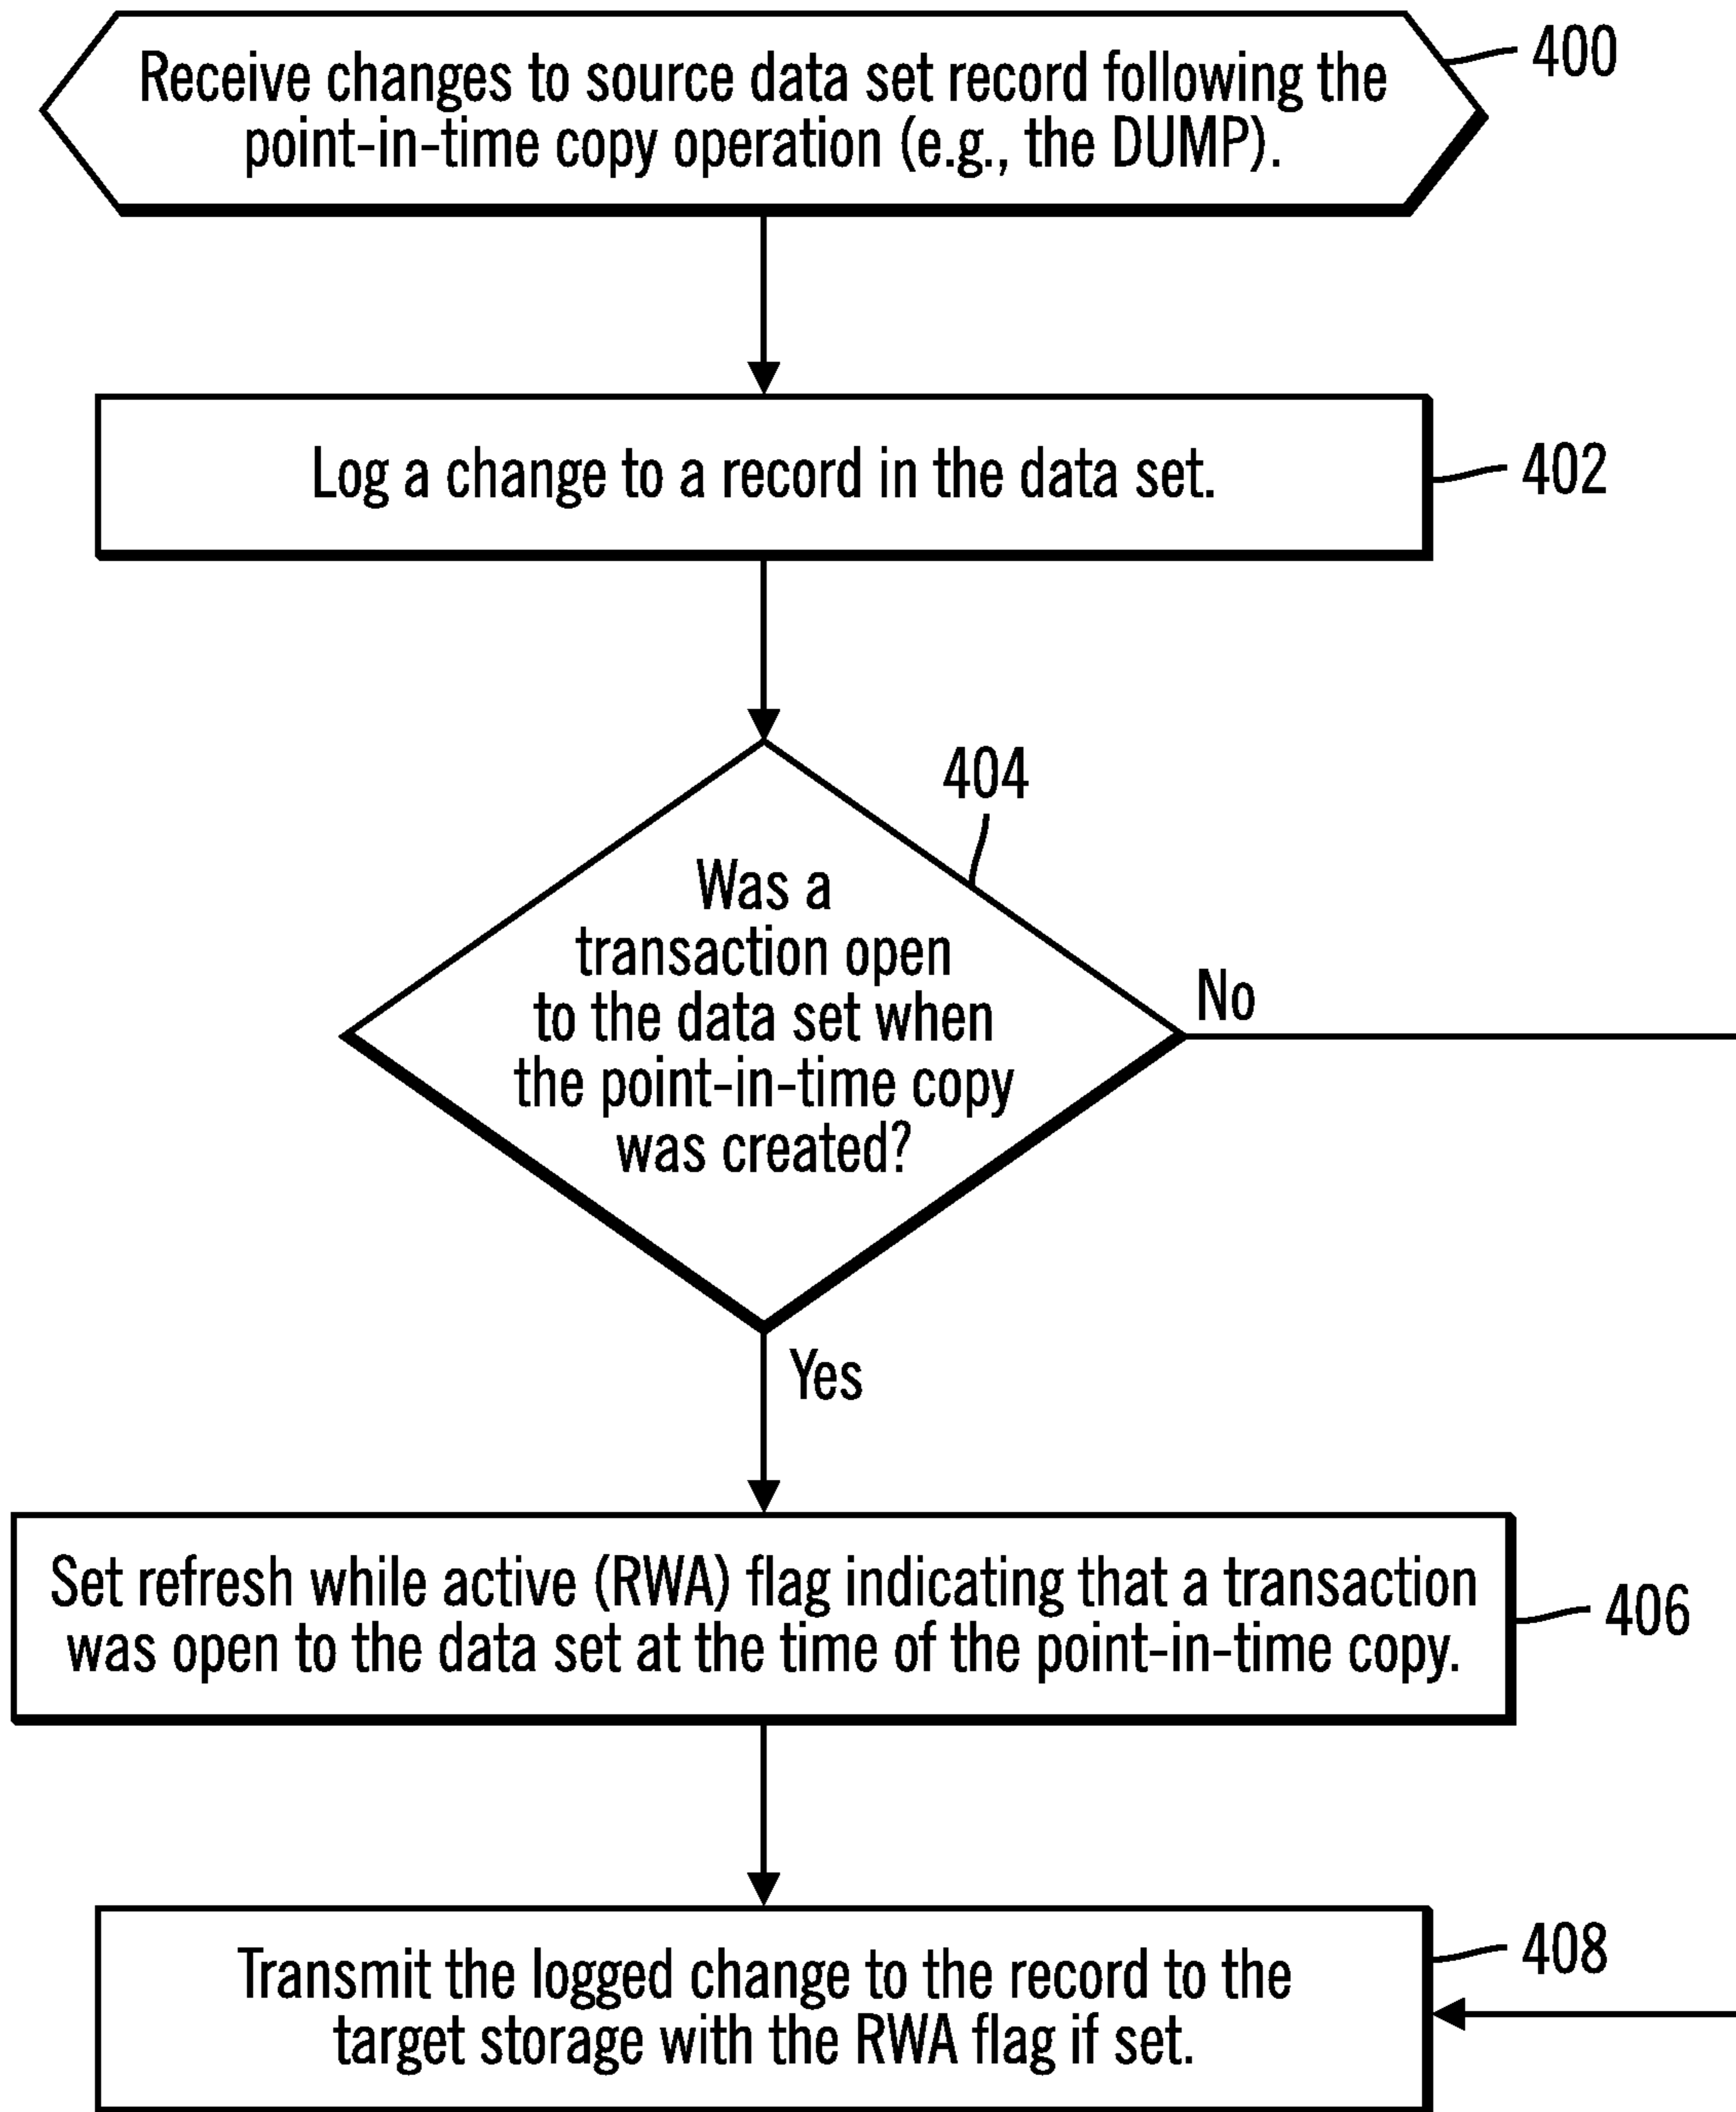 Receive changes to source data set record following the
point-in-time copy operation (e.g., the DUMP).
400
Log a change to a record in the data set.
402
404
Was a
transaction open
to the data set when
the point-in-time copy
was created?
No
Yes
Set refresh while active (RWA) flag indicating that a transaction
was open to the data set at the time of the point-in-time copy.
406
Transmit the logged change to the record to the
target storage with the RWA flag if set.
408